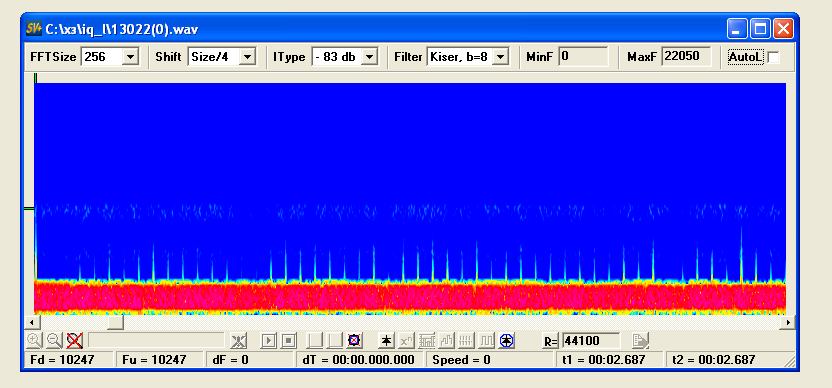 SV+ C:\xa\iq_l\13022(0).wav
FFTSize 256 Shift Size/4 IType - 83 db Filter Kiser, b=8 MinF 0 MaxF 22050 AutoL
R= 44100
Fd = 10247 Fu = 10247 dF = 0 dT = 00:00.000.000 Speed = 0 t1 = 00:02.687 t2 = 00:02.687